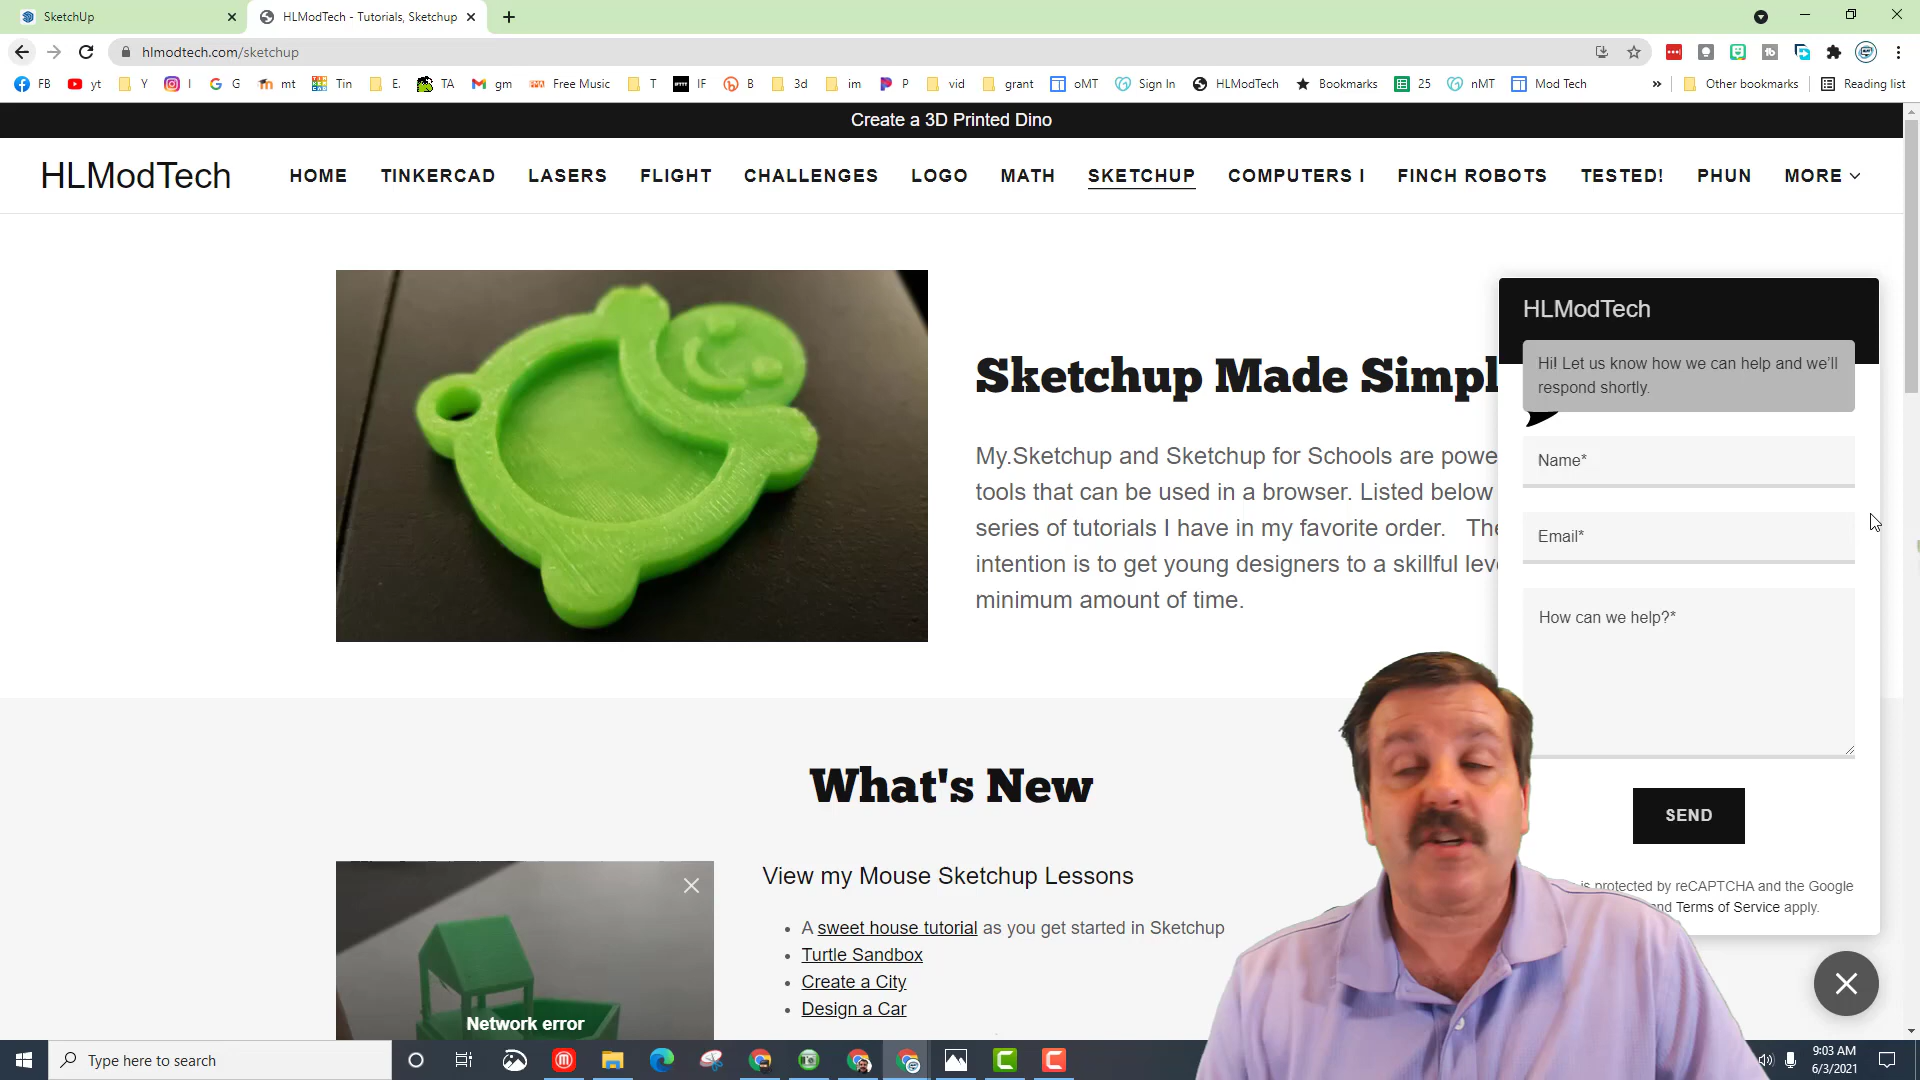 SketchUp
HLModTech - Tutorials, Sketchup
hlmodtech.com/sketchup
FB yt Y I G mt Tin E. TA gm Free Music T IF B 3d im P vid grant oMT Sign In HLModTech Bookmarks 25 nMT Mod Tech » Other bookmarks Reading list
Create a 3D Printed Dino
HLModTech HOME TINKERCAD LASERS FLIGHT CHALLENGES LOGO MATH SKETCHUP COMPUTERS I FINCH ROBOTS TESTED! PHUN MORE
Sketchup Made Simpl
My.Sketchup and Sketchup for Schools are powe
tools that can be used in a browser. Listed below
series of tutorials I have in my favorite order. The
intention is to get young designers to a skillful lev
minimum amount of time.
HLModTech
Hi! Let us know how we can help and we'll
respond shortly.
Name*
Email*
How can we help?*
SEND
is protected by reCAPTCHA and the Google
and Terms of Service apply.
What's New
View my Mouse Sketchup Lessons
• A sweet house tutorial as you get started in Sketchup
• Turtle Sandbox
• Create a City
• Design a Car
Network error
Type here to search
9:03 AM
6/3/2021